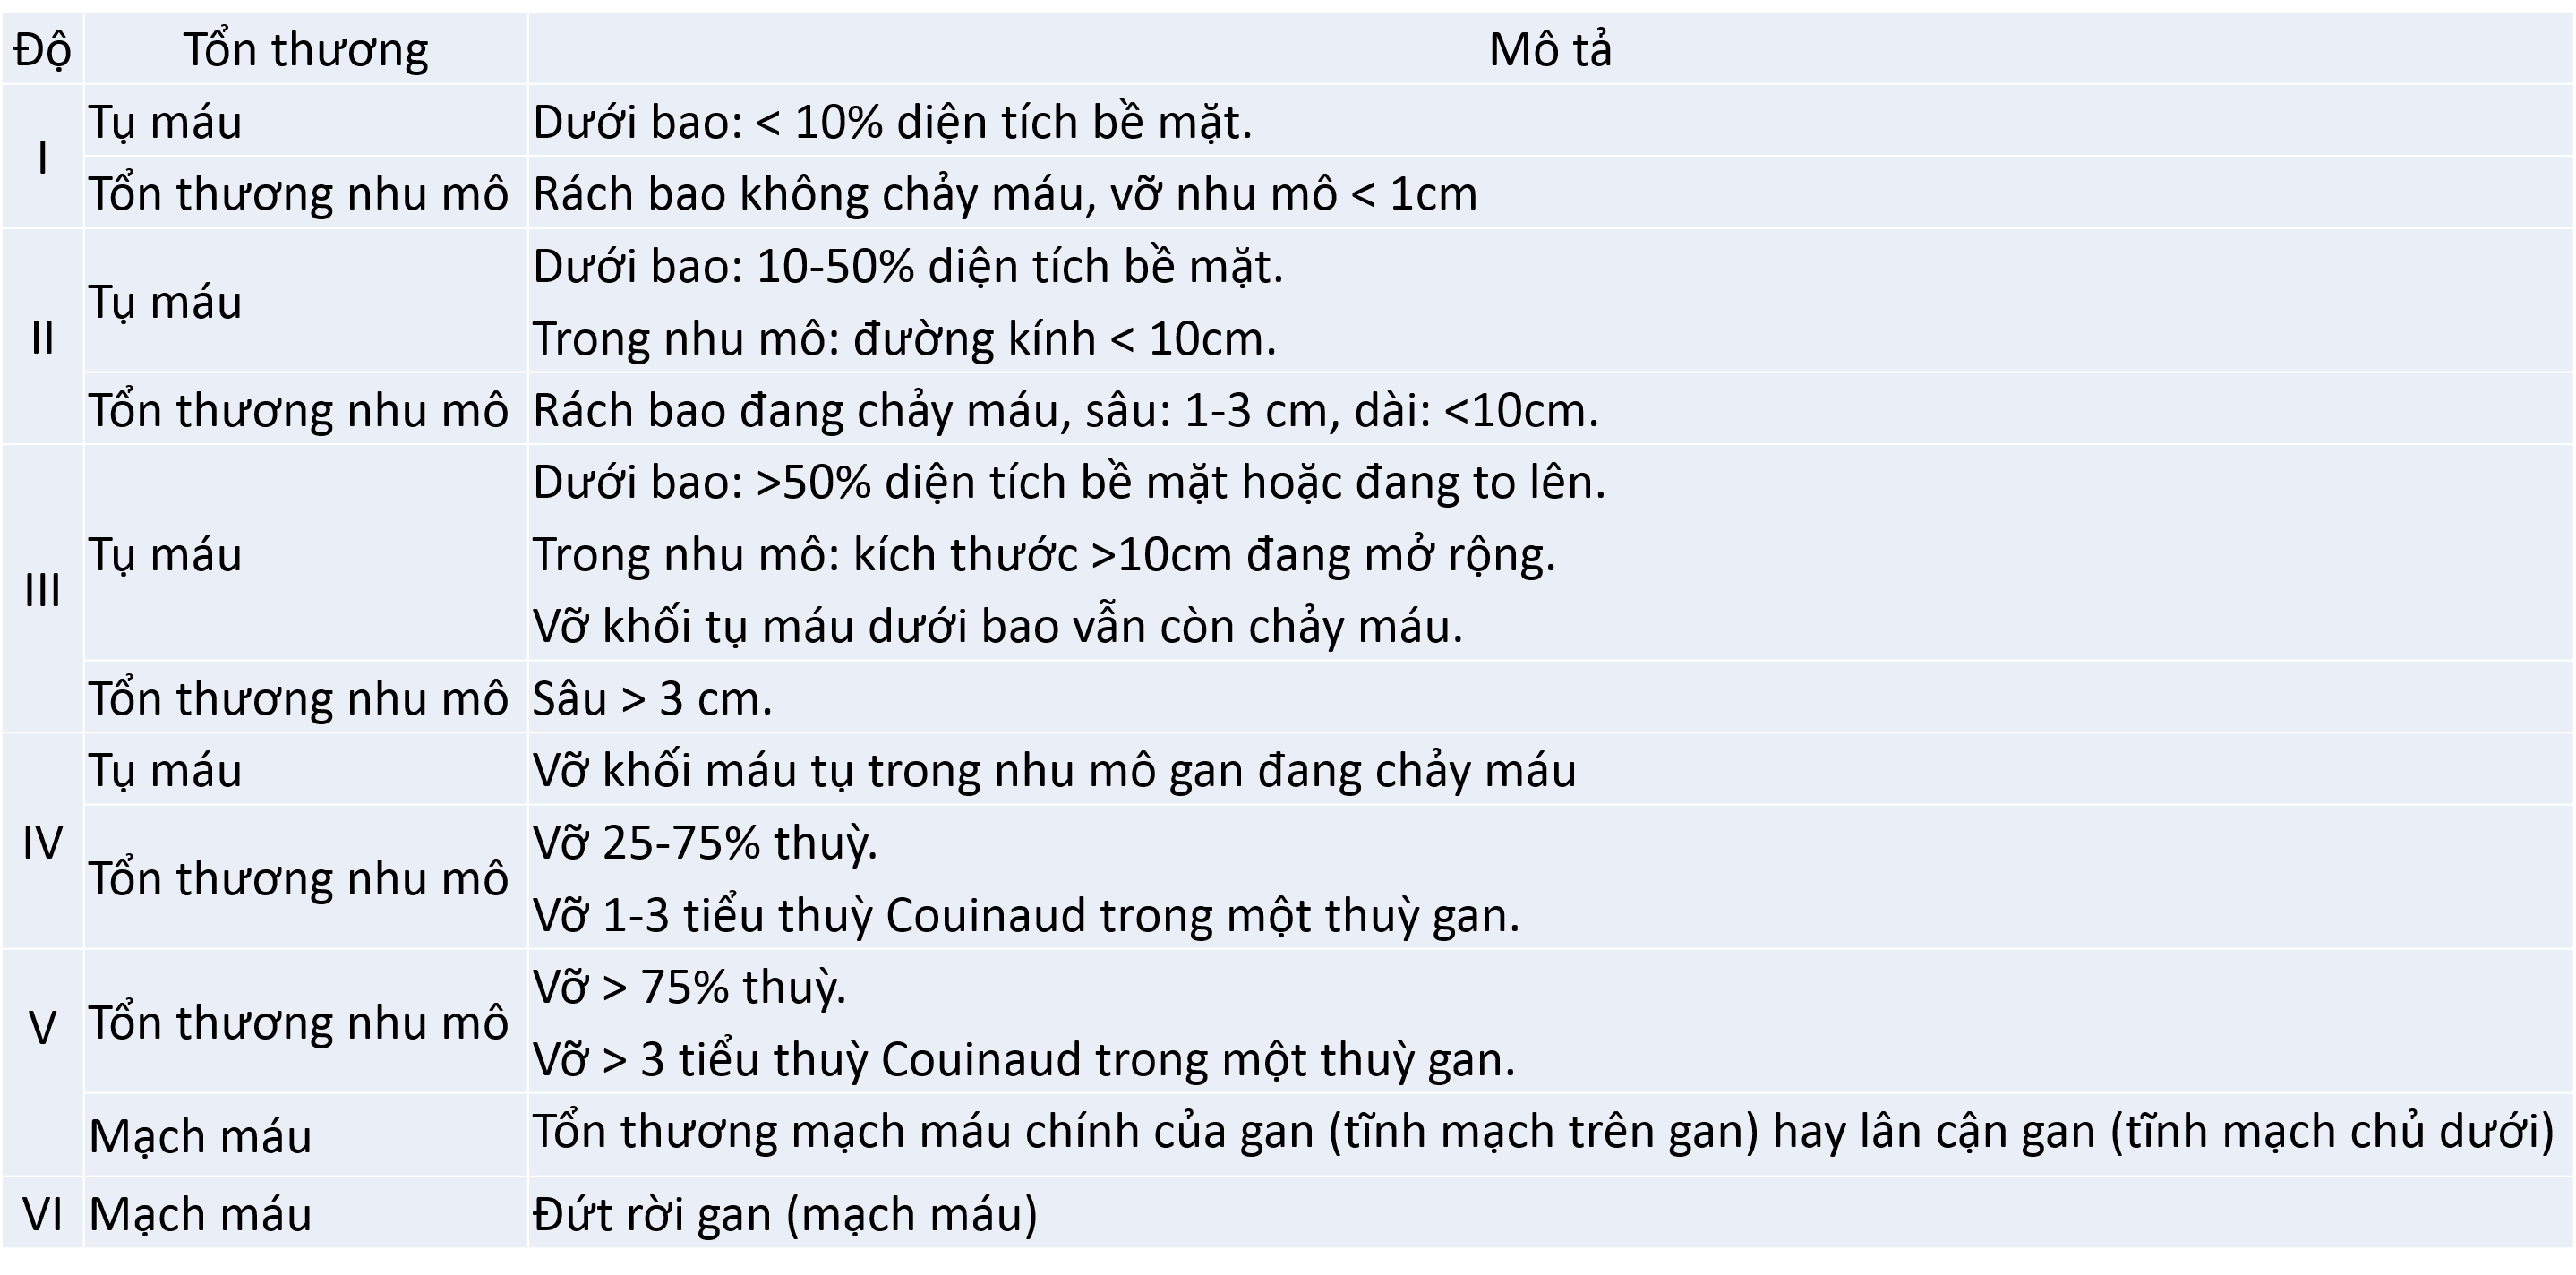 Độ Tổn thương Mô tả
I
Tụ máu Dưới bao: < 10% diện tích bề mặt.
Tổn thương nhu mô Rách bao không chảy máu, vỡ nhu mô < 1cm
II
Tụ máu
Dưới bao: 10-50% diện tích bề mặt.
Trong nhu mô: đường kính < 10cm.
Tổn thương nhu mô Rách bao đang chảy máu, sâu: 1-3 cm, dài: <10cm.
III
Tụ máu
Dưới bao: >50% diện tích bề mặt hoặc đang to lên.
Trong nhu mô: kích thước >10cm đang mở rộng.
Vỡ khối tụ máu dưới bao vẫn còn chảy máu.
Tổn thương nhu mô Sâu > 3 cm.
IV
Tụ máu Vỡ khối máu tụ trong nhu mô gan đang chảy máu
Tổn thương nhu mô
Vỡ 25-75% thuỳ.
Vỡ 1-3 tiểu thuỳ Couinaud trong một thuỳ gan.
V
Tổn thương nhu mô
Vỡ > 75% thuỳ.
Vỡ > 3 tiểu thuỳ Couinaud trong một thuỳ gan.
Mạch máu Tổn thương mạch máu chính của gan (tĩnh mạch trên gan) hay lân cận gan (tĩnh mạch chủ dưới)
VI Mạch máu Đứt rời gan (mạch máu)